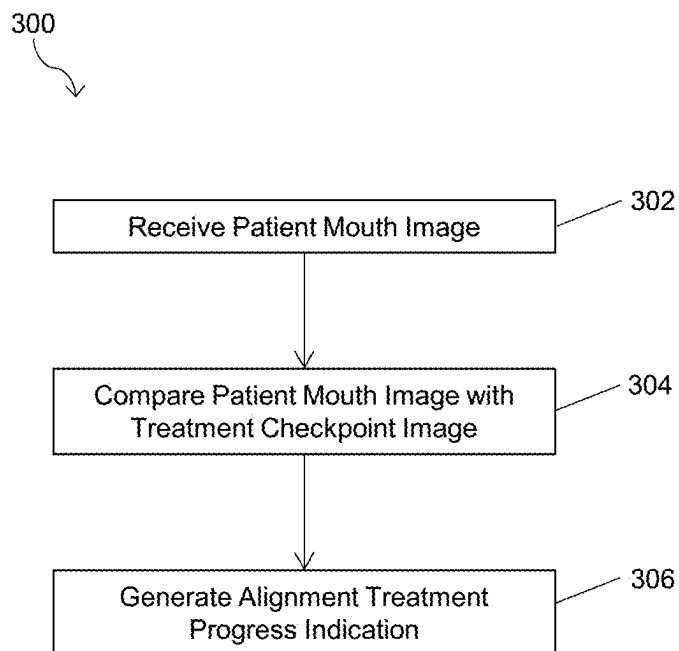 300
Receive Patient Mouth Image
302
Compare Patient Mouth Image with
Treatment Checkpoint Image
304
Generate Alignment Treatment
Progress Indication
306